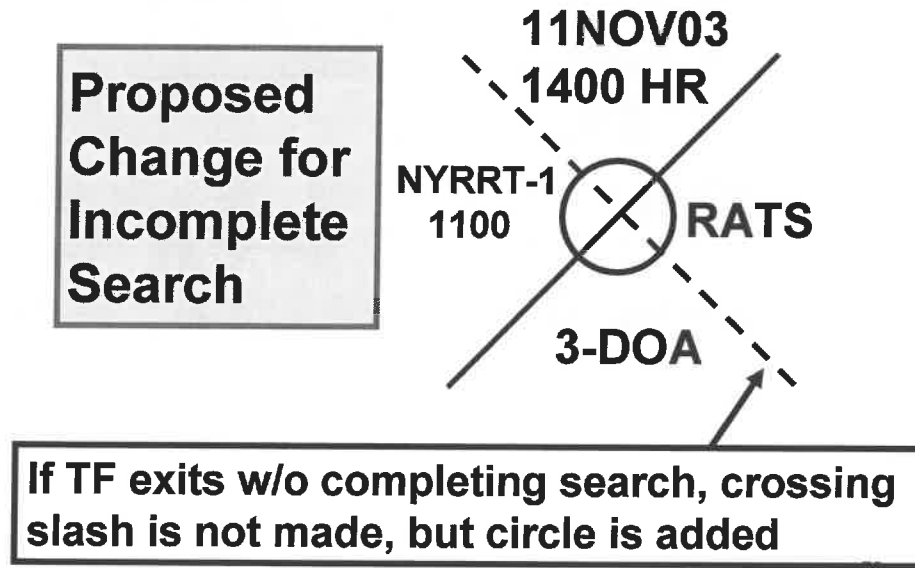 Proposed
Change for
Incomplete
Search
11NOV03
1400 HR
NYRRT-1
1100
RATS
3-DOA
If TF exits w/o completing search, crossing
slash is not made, but circle is added